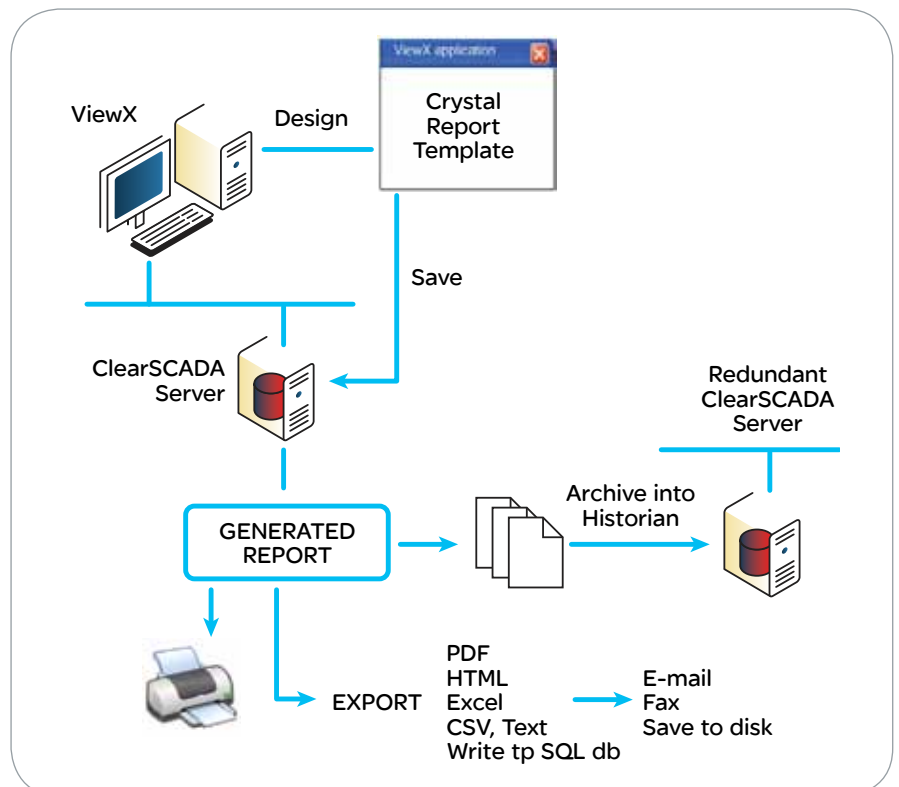 ViewX application
ViewX
Design
Crystal
Report
Template
Save
ClearSCADA
Server
Redundant
ClearSCADA
Server
GENERATED
REPORT
Archive into
Historian
EXPORT
PDF
HTML
Excel
CSV, Text
Write tp SQL db
E-mail
Fax
Save to disk